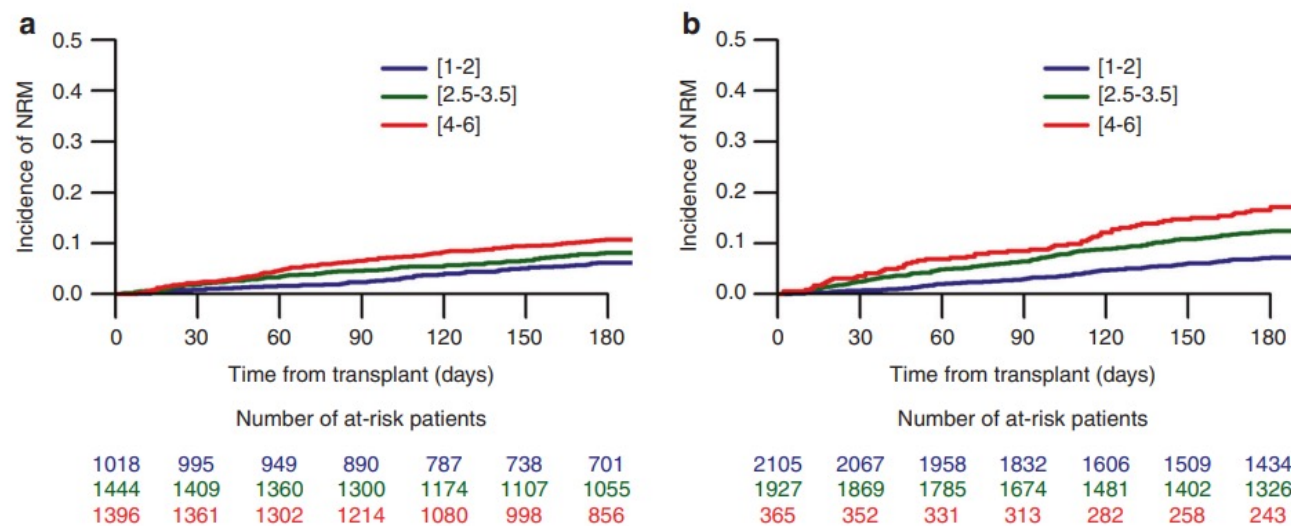 a
0.5
0.4
0.3
0.2
0.1
0.0
Incidence of NRM
[1-2]
[2.5-3.5]
[4-6]
0 30 60 90 120 150 180
Time from transplant (days)
Number of at-risk patients
1018 995 949 890 787 738 701
1444 1409 1360 1300 1174 1107 1055
1396 1361 1302 1214 1080 998 856
b
0.5
0.4
0.3
0.2
0.1
0.0
Incidence of NRM
[1-2]
[2.5-3.5]
[4-6]
0 30 60 90 120 150 180
Time from transplant (days)
Number of at-risk patients
2105 2067 1958 1832 1606 1509 1434
1927 1869 1785 1674 1481 1402 1326
365 352 331 313 282 258 243